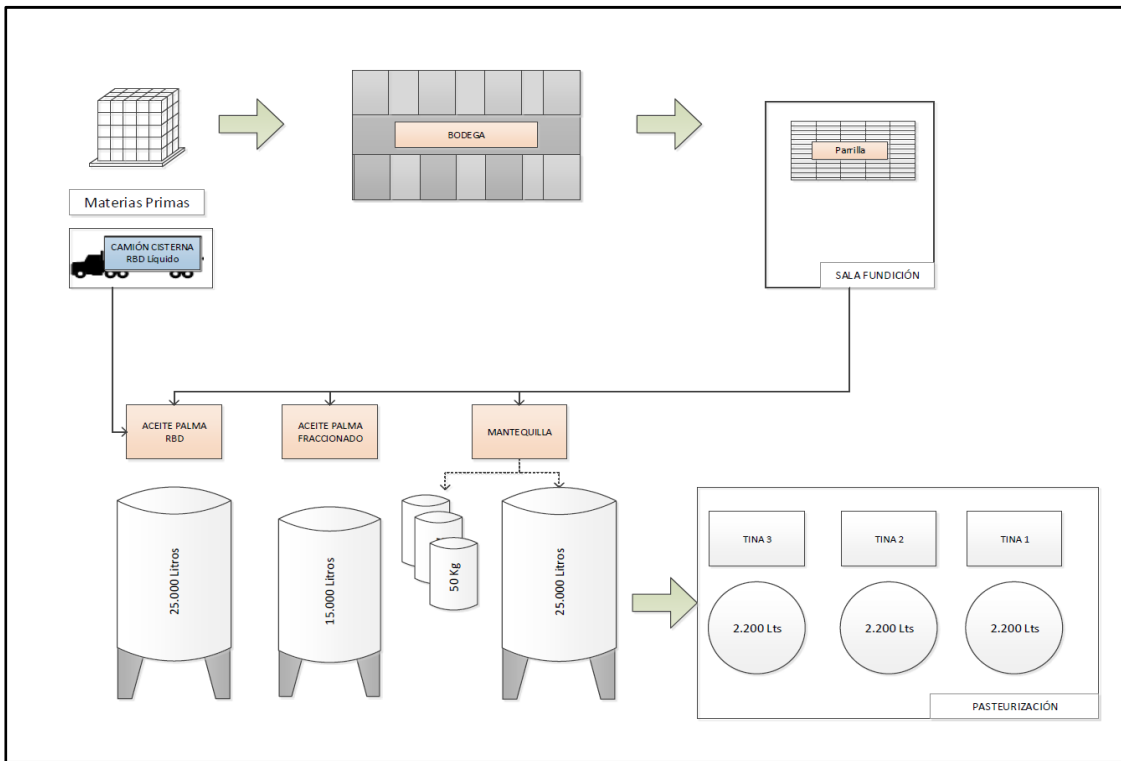 BODEGA
Parrilla
Materias Primas
CAMIÓN CISTERNA
RBD Líquido
SALA FUNDICIÓN
ACEITE PALMA
RBD
ACEITE PALMA
FRACCIONADO
MANTEQUILLA
25.000 Litros
15.000 Litros
50 Kg
25.000 Litros
TINA 3
TINA 2
TINA 1
2.200 Lts
2.200 Lts
2.200 Lts
PASTEURIZACIÓN